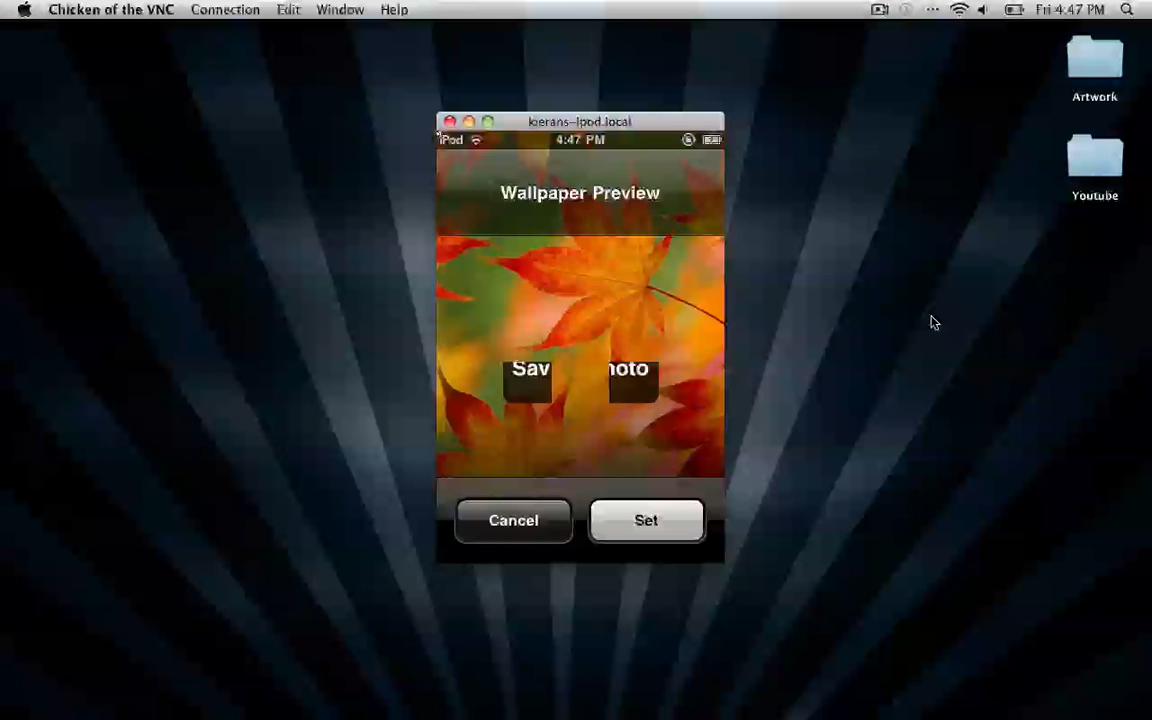 Chicken of the VNC Connection Edit Window Help Fri 4:47 PM
Artwork
Youtube
kierans-ipod.local
iPod 4:47 PM
Wallpaper Preview
Sav hoto
Cancel Set